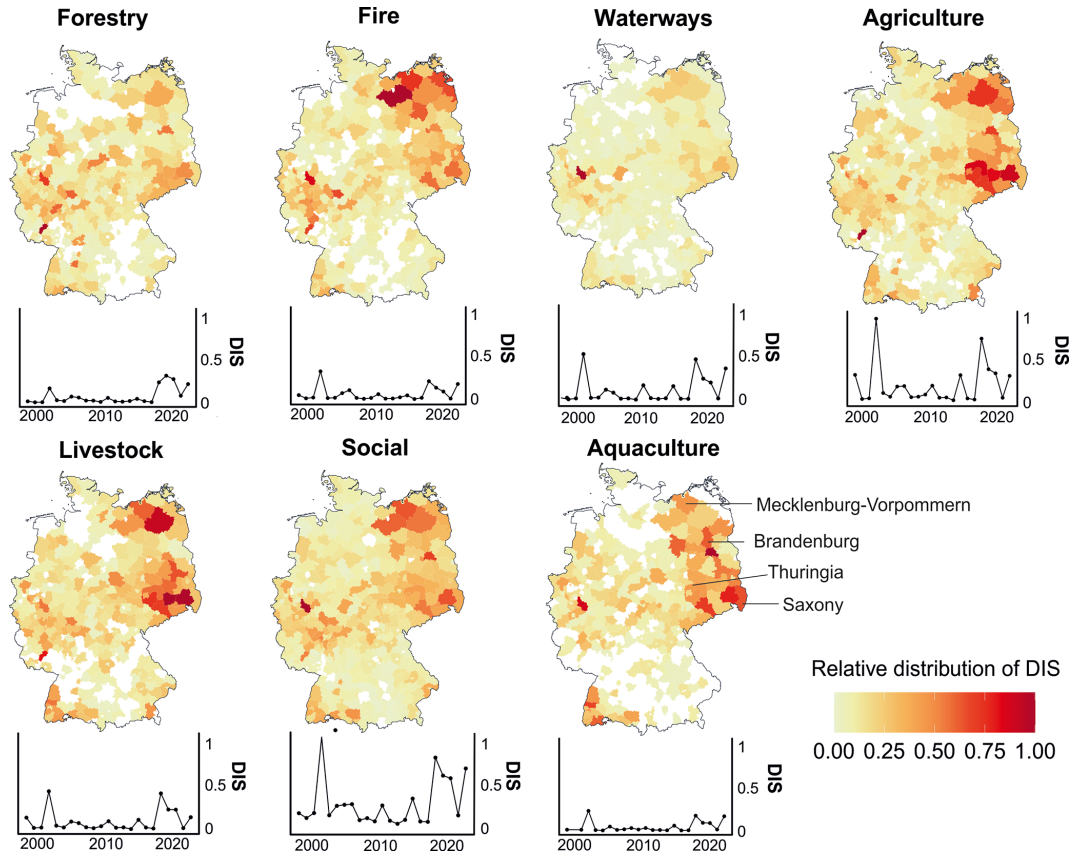 Forestry
Fire
Waterways
Agriculture
1
0.5
0
DIS
2000 2010 2020
1
0.5
0
DIS
2000 2010 2020
1
0.5
0
DIS
2000 2010 2020
1
0.5
0
DIS
2000 2010 2020
Livestock
Social
Aquaculture
Mecklenburg-Vorpommern
Brandenburg
Thuringia
Saxony
Relative distribution of DIS
0.00 0.25 0.50 0.75 1.00
1
0.5
0
DIS
2000 2010 2020
1
0.5
0
DIS
2000 2010 2020
1
0.5
0
DIS
2000 2010 2020